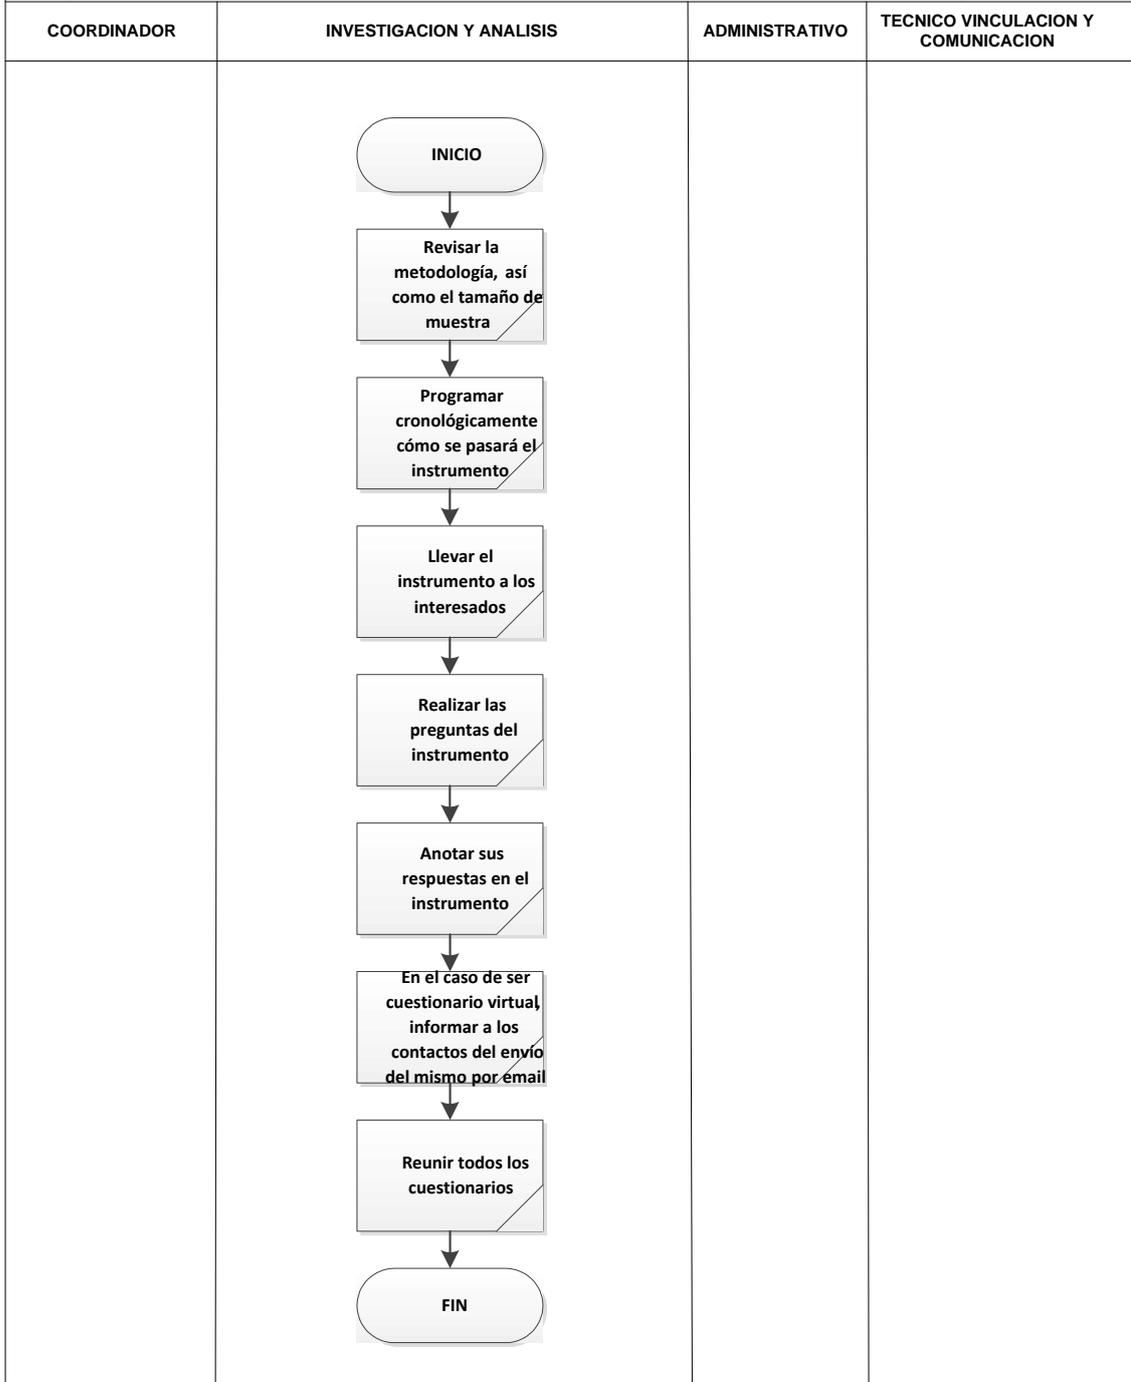 COORDINADOR
INVESTIGACION Y ANALISIS
ADMINISTRATIVO
TECNICO VINCULACION Y
COMUNICACION
INICIO
Revisar la
metodología, así
como el tamaño de
muestra
Programar
cronológicamente
cómo se pasará el
instrumento
Llevar el
instrumento a los
interesados
Realizar las
preguntas del
instrumento
Anotar sus
respuestas en el
instrumento
En el caso de ser
cuestionario virtual,
informar a los
contactos del envío
del mismo por email
Reunir todos los
cuestionarios
FIN